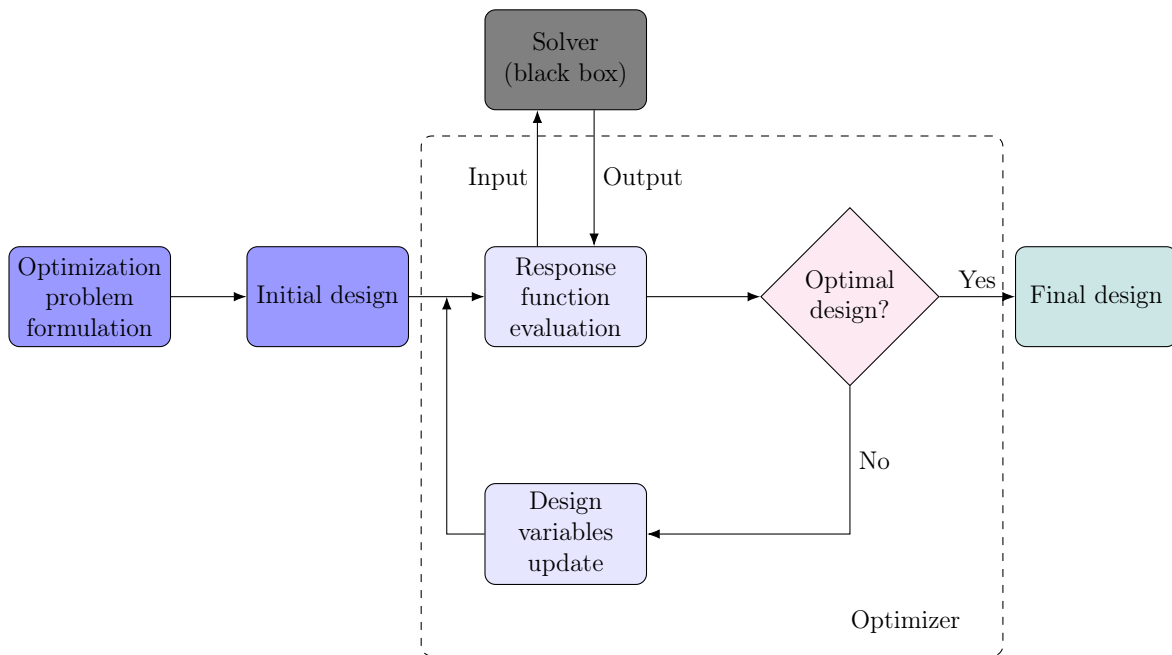 Solver
(black box)
Input
Output
Optimization
problem
formulation
Initial design
Response
function
evaluation
Optimal
design?
Yes
Final design
No
Design
variables
update
Optimizer